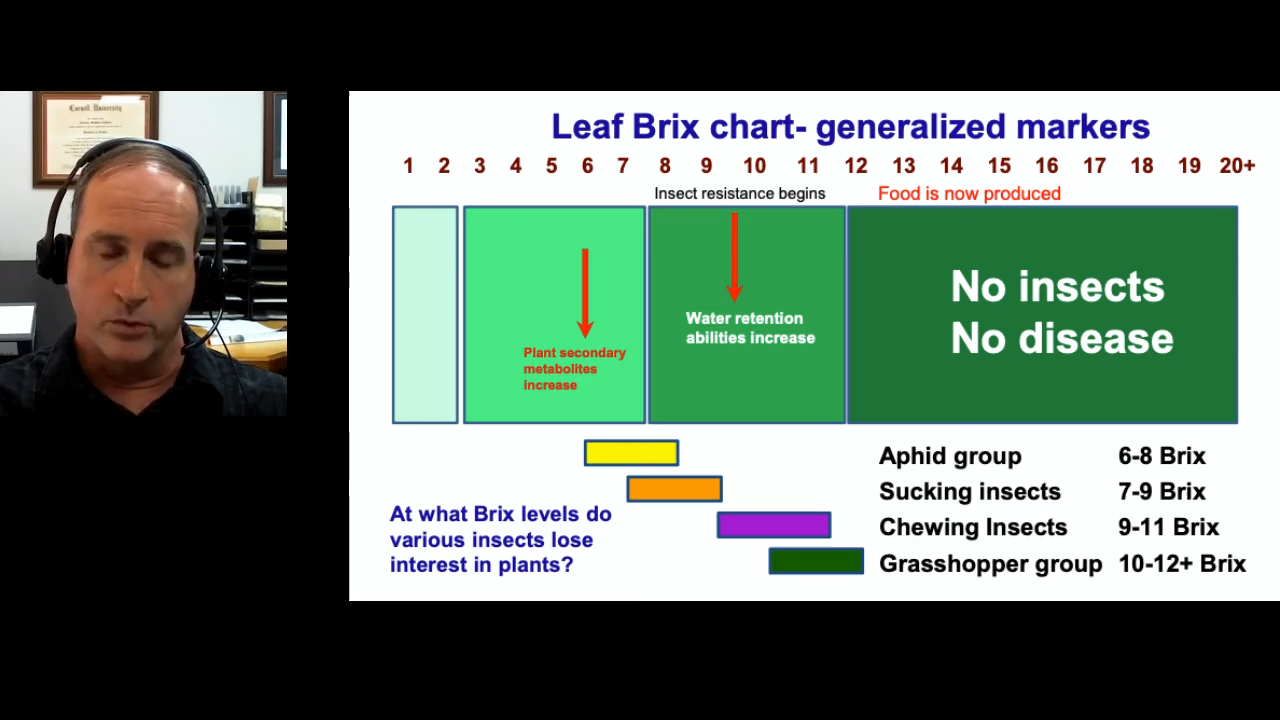 Cornell University
Leaf Brix chart- generalized markers
1 2 3 4 5 6 7 8 9 10 11 12 13 14 15 16 17 18 19 20+
Insect resistance begins
Food is now produced
Plant secondary
metabolites
increase
Water retention
abilities increase
No insects
No disease
At what Brix levels do
various insects lose
interest in plants?
Aphid group 6-8 Brix
Sucking insects 7-9 Brix
Chewing Insects 9-11 Brix
Grasshopper group 10-12+ Brix